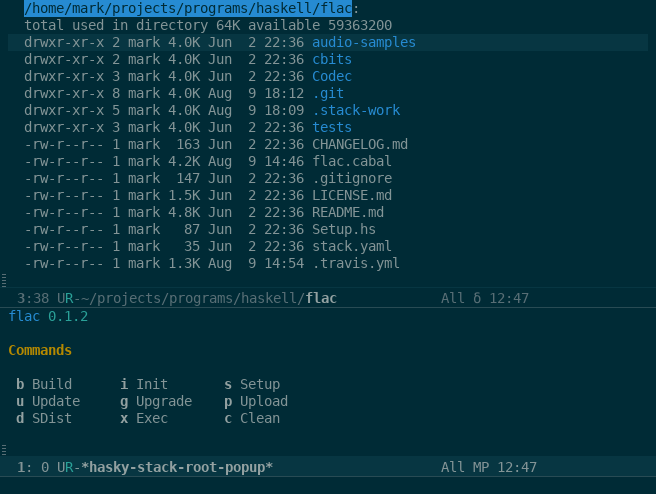 /home/mark/projects/programs/haskell/flac:
total used in directory 64K available 59363200
drwxr-xr-x 2 mark 4.0K Jun  2 22:36 audio-samples
drwxr-xr-x 2 mark 4.0K Jun  2 22:36 cbits
drwxr-xr-x 3 mark 4.0K Jun  2 22:36 Codec
drwxr-xr-x 8 mark 4.0K Aug  9 18:12 .git
drwxr-xr-x 5 mark 4.0K Aug  9 18:09 .stack-work
drwxr-xr-x 3 mark 4.0K Jun  2 22:36 tests
-rw-r--r-- 1 mark  163 Jun  2 22:36 CHANGELOG.md
-rw-r--r-- 1 mark 4.2K Aug  9 14:46 flac.cabal
-rw-r--r-- 1 mark  147 Jun  2 22:36 .gitignore
-rw-r--r-- 1 mark 1.5K Jun  2 22:36 LICENSE.md
-rw-r--r-- 1 mark 4.8K Jun  2 22:36 README.md
-rw-r--r-- 1 mark   87 Jun  2 22:36 Setup.hs
-rw-r--r-- 1 mark   35 Jun  2 22:36 stack.yaml
-rw-r--r-- 1 mark 1.3K Aug  9 14:54 .travis.yml
3:38 UR-~/projects/programs/haskell/flac             All δ 12:47
flac 0.1.2
Commands
b Build      i Init       s Setup
u Update     g Upgrade    p Upload
d SDist      x Exec       c Clean
1: 0 UR-*hasky-stack-root-popup*                     All MP 12:47